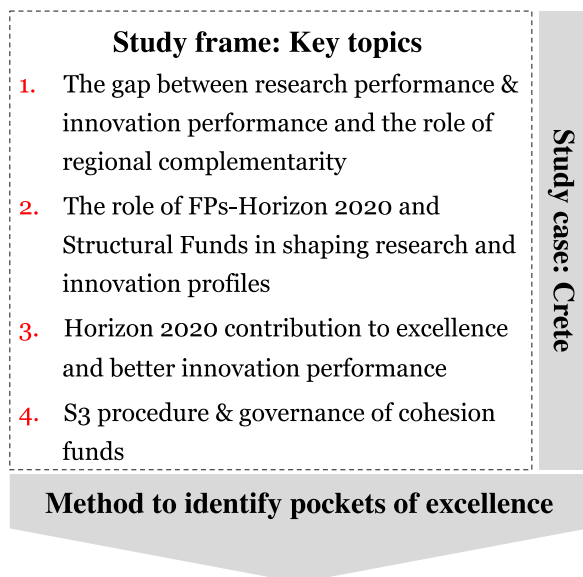 Study frame: Key topics
1. The gap between research performance &
innovation performance and the role of
regional complementarity
2. The role of FPs-Horizon 2020 and
Structural Funds in shaping research and
innovation profiles
3. Horizon 2020 contribution to excellence
and better innovation performance
4. S3 procedure & governance of cohesion
funds
Study case: Crete
Method to identify pockets of excellence